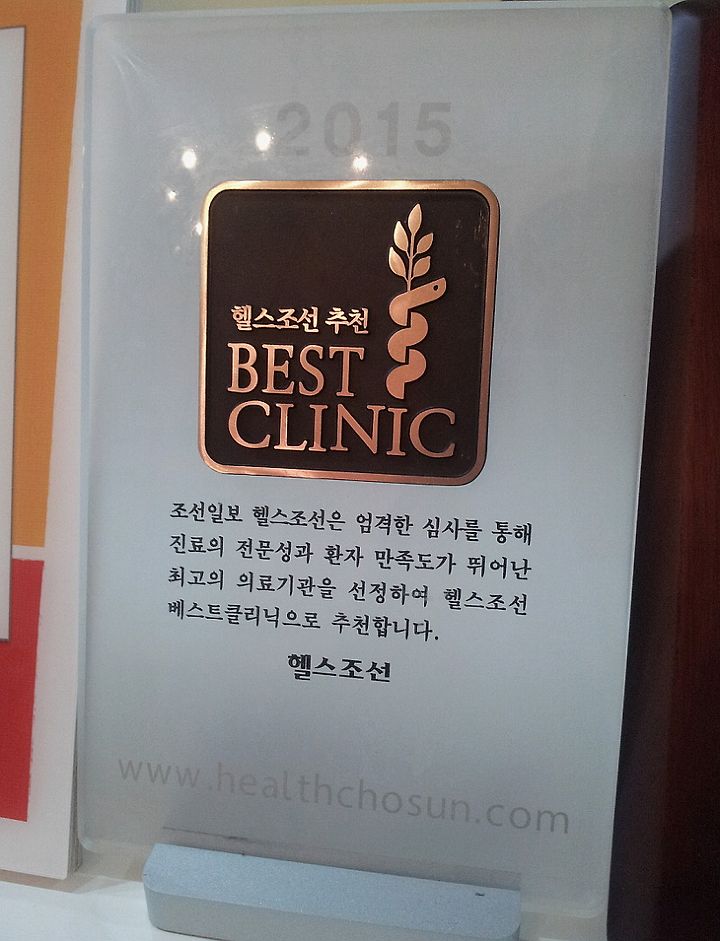 2015
헬스조선 추천
BEST
CLINIC
조선일보 헬스조선은 엄격한 심사를 통해
진료의 전문성과 환자 만족도가 뛰어난
최고의 의료기관을 선정하여 헬스조선
베스트클리닉으로 추천합니다.
헬스조선
www.healthchosun.com